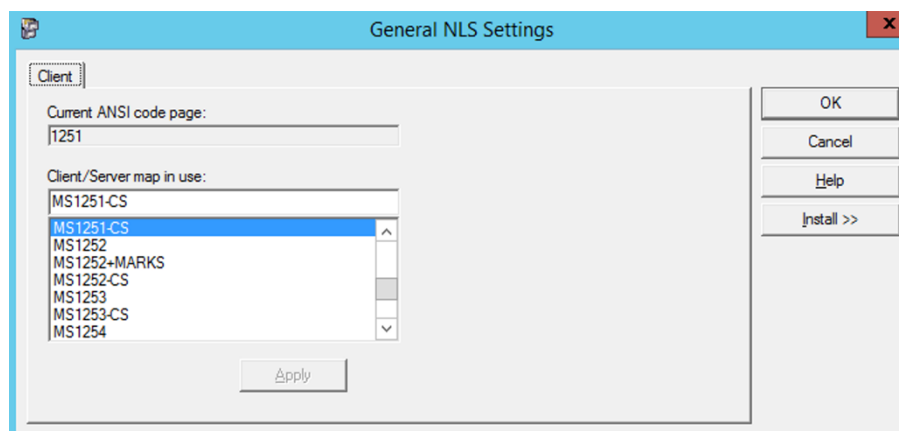 General NLS Settings
x
Client
Current ANSI code page:
1251
Client/Server map in use:
MS1251-CS
MS1251-CS
MS1252
MS1252+MARKS
MS1252-CS
MS1253
MS1253-CS
MS1254
Apply
OK
Cancel
Help
Install >>